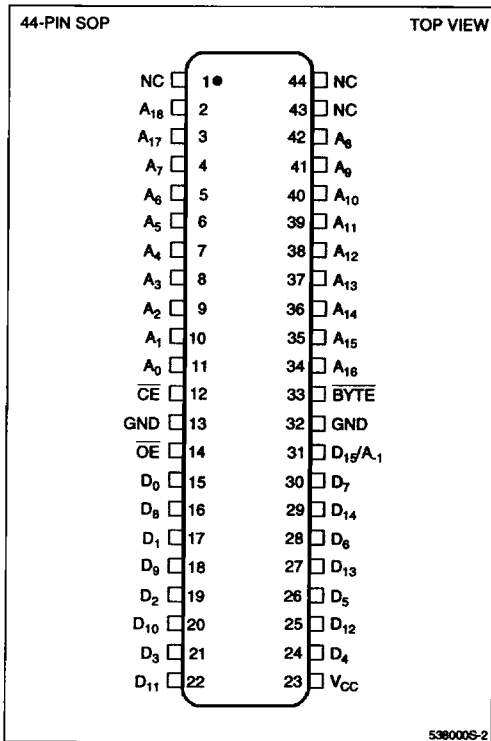 44-PIN SOP TOP VIEW
NC 1 44 NC
A18 2 43 NC
A17 3 42 A8
A7 4 41 A9
A6 5 40 A10
A5 6 39 A11
A4 7 38 A12
A3 8 37 A13
A2 9 36 A14
A1 10 35 A15
A0 11 34 A16
C̅E̅ 12 33 B̅Y̅T̅E̅
GND 13 32 GND
O̅E̅ 14 31 D15/A-1
D0 15 30 D7
D8 16 29 D14
D1 17 28 D6
D9 18 27 D13
D2 19 26 D5
D10 20 25 D12
D3 21 24 D4
D11 22 23 VCC
538000S-2